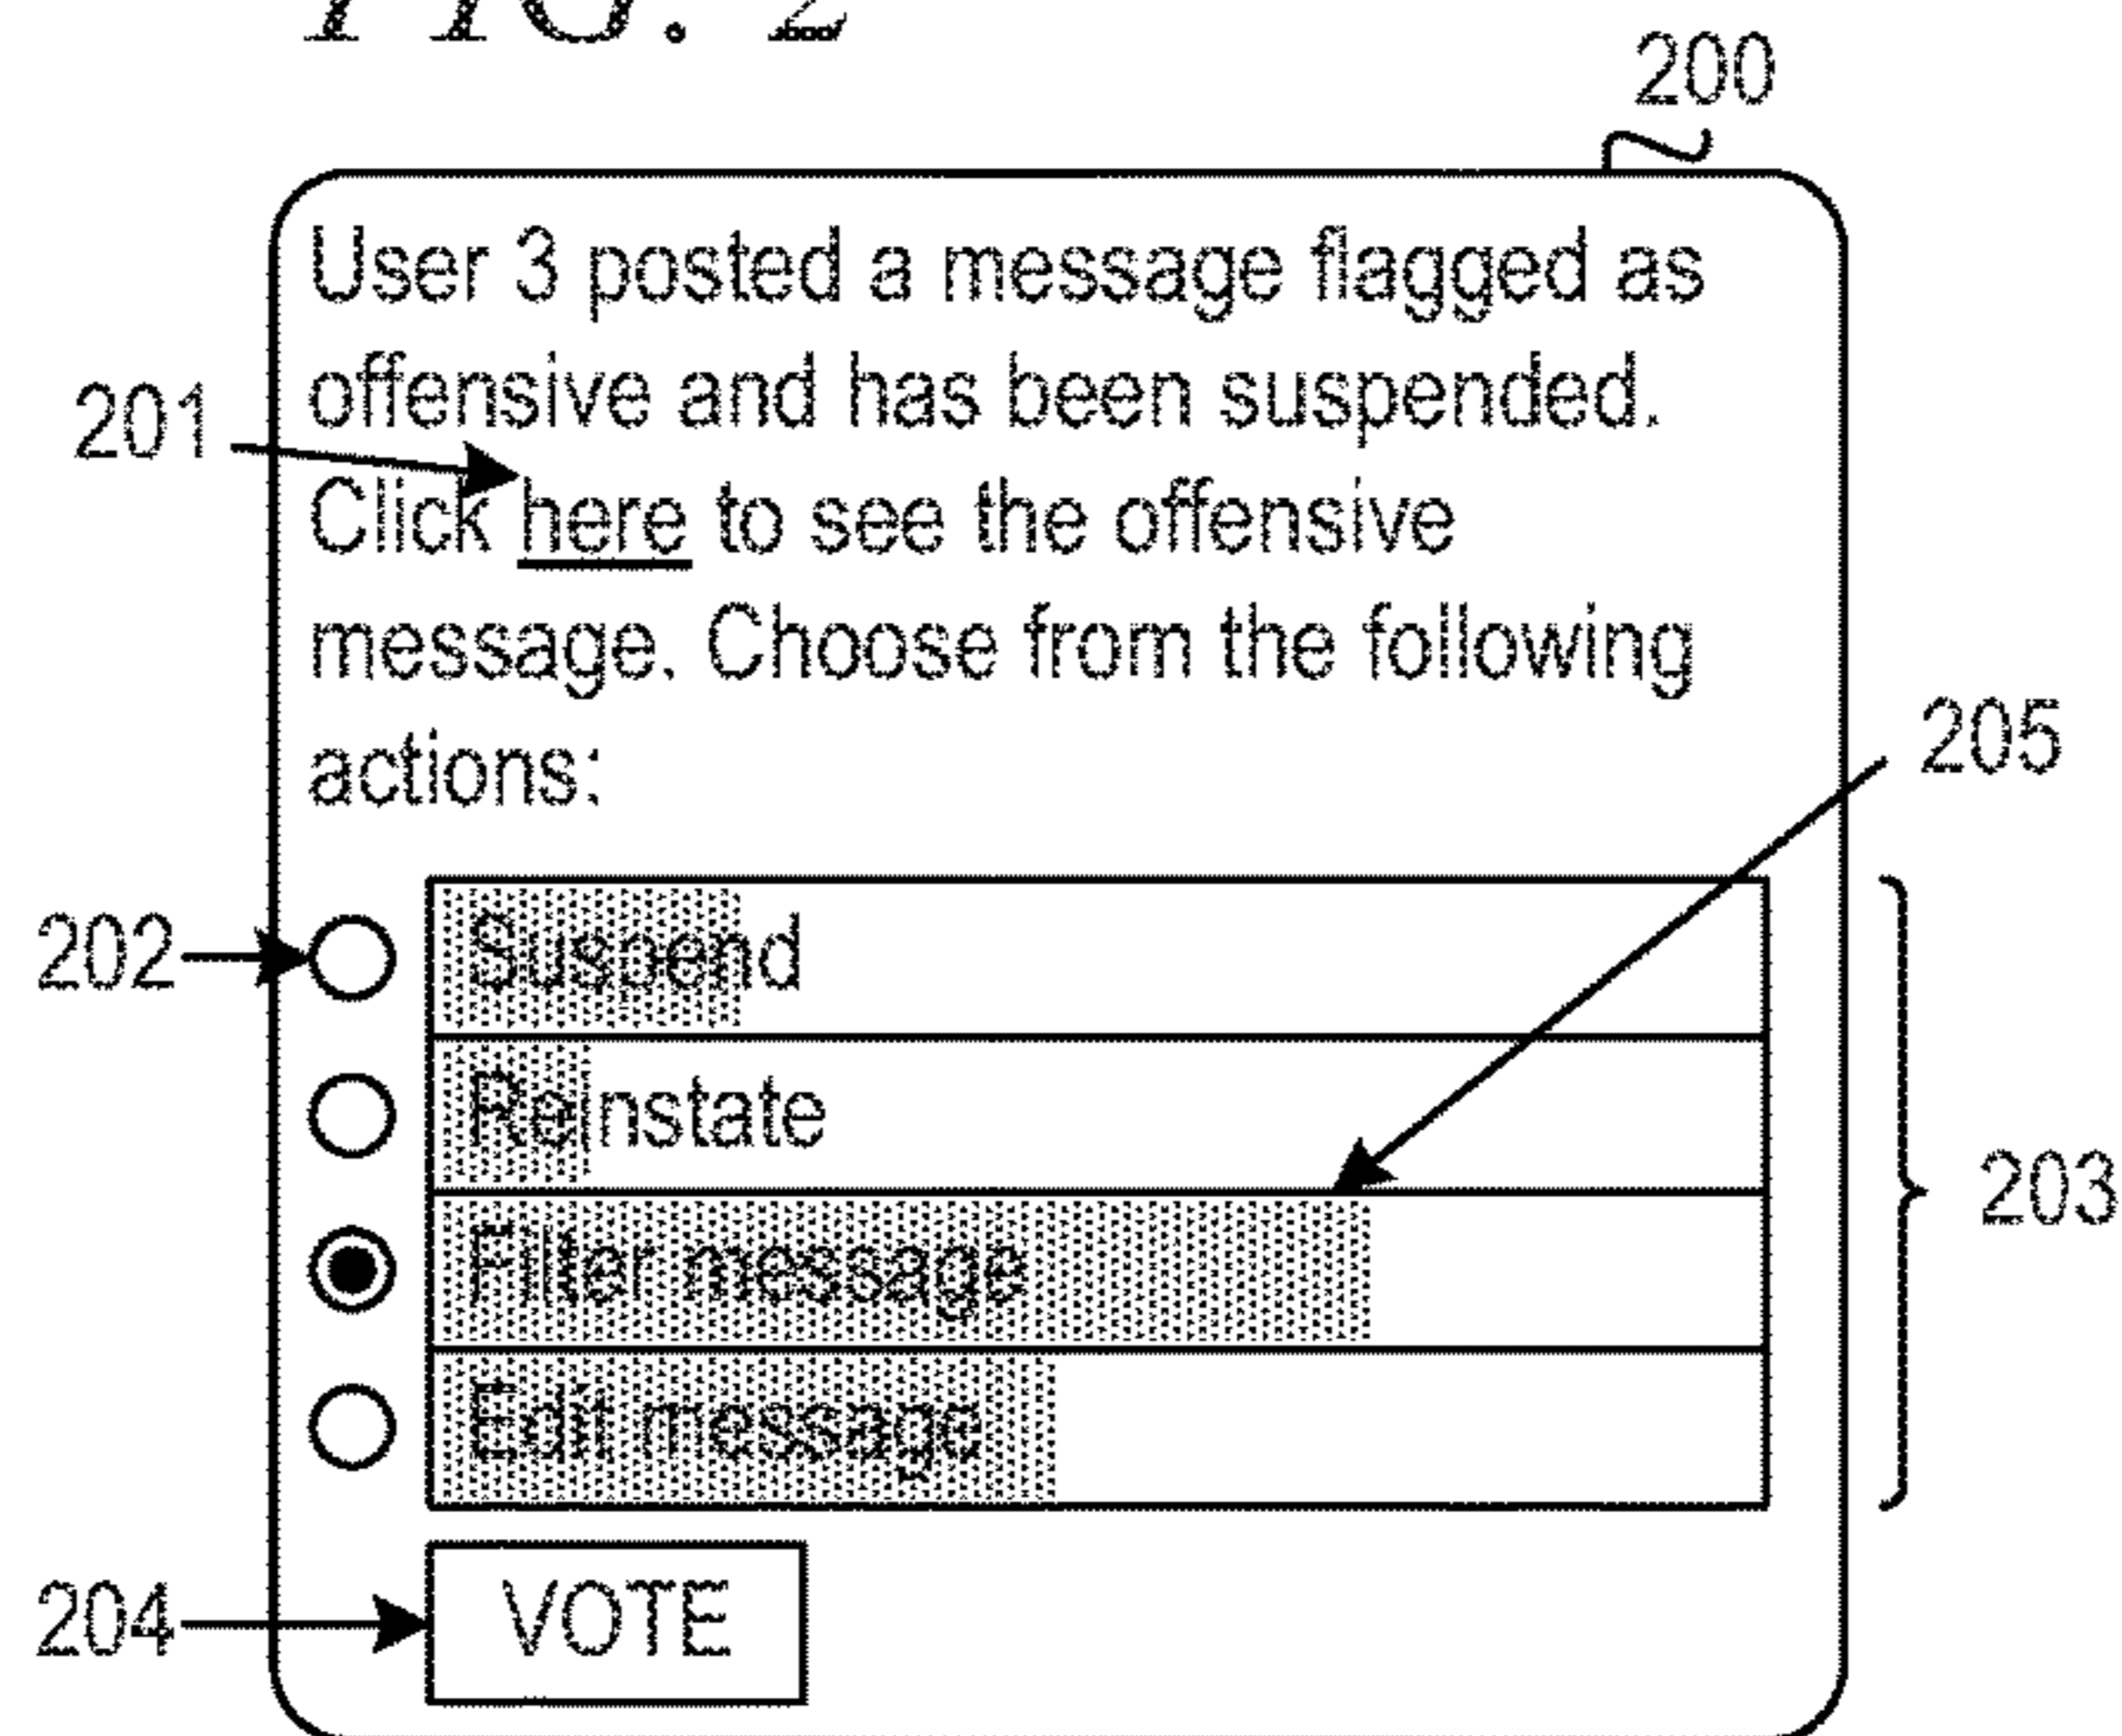 FIG. 2
200
User 3 posted a message flagged as
offensive and has been suspended.
201
Click here to see the offensive
message. Choose from the following
205
actions:
202
Suspend
Reinstate
203
Filter message
Edit message
204
VOTE